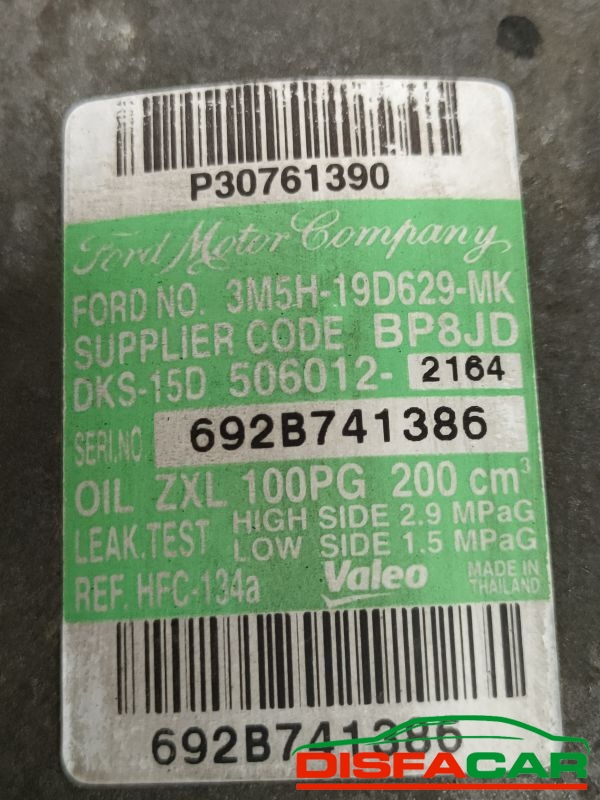 P30761390
Ford Motor Company
FORD NO. 3M5H-19D629-MK
SUPPLIER CODE BP8JD
DKS-15D 506012- 2164
SERI.NO 692B741386
OIL ZXL 100PG 200 cm³
LEAK.TEST HIGH SIDE 2.9 MPaG
LOW SIDE 1.5 MPaG
REF. HFC-134a Valeo MADE IN THAILAND
692B741386
DISFACAR